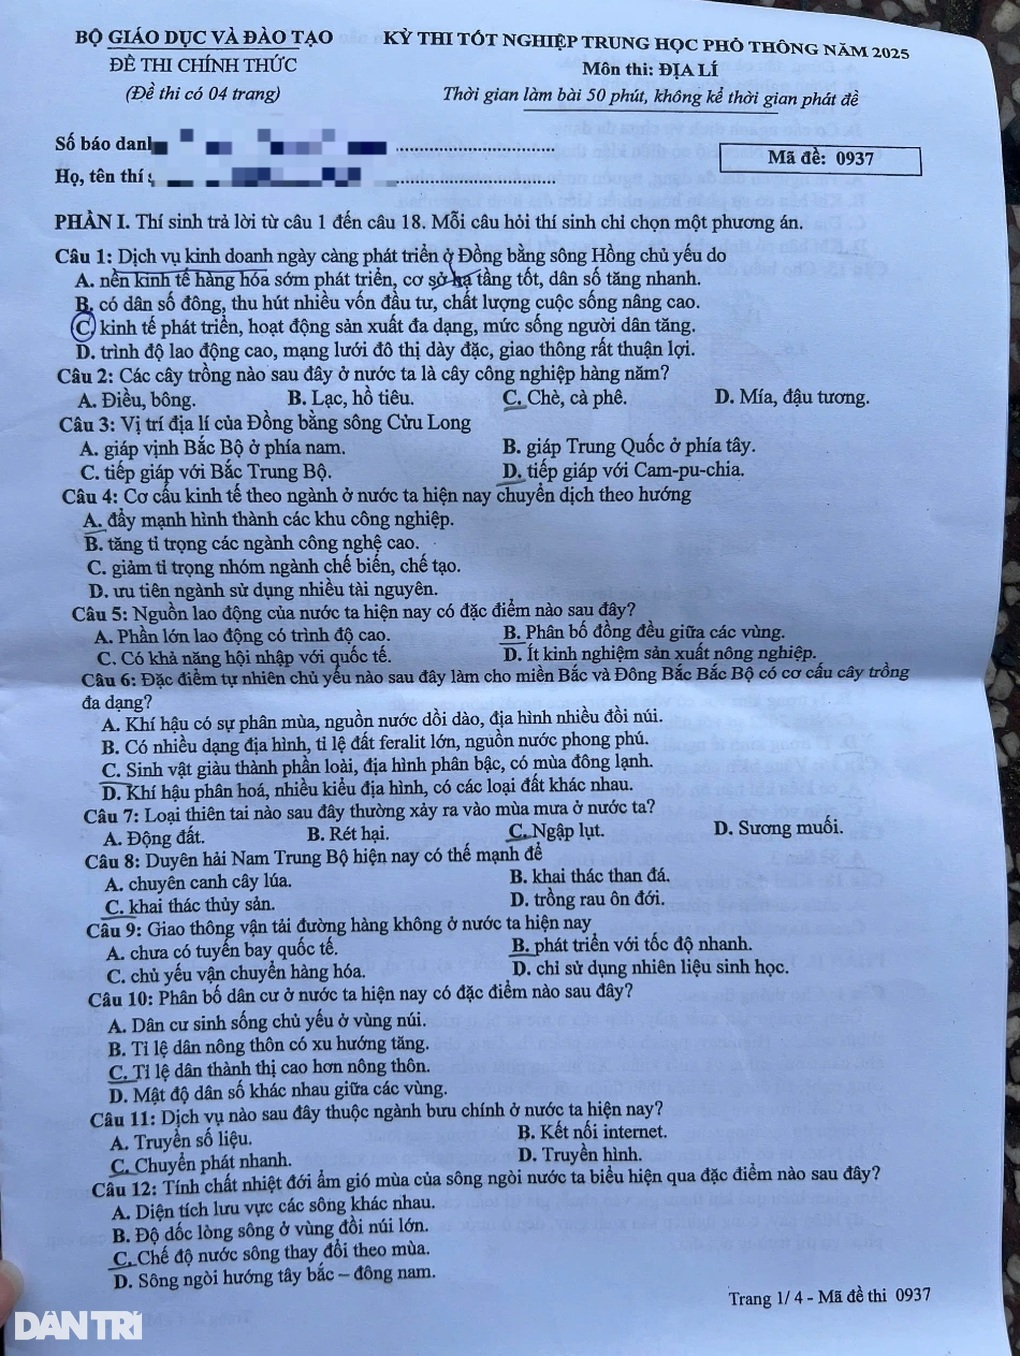 BỘ GIÁO DỤC VÀ ĐÀO TẠO
ĐỀ THI CHÍNH THỨC
(Đề thi có 04 trang)
KỲ THI TỐT NGHIỆP TRUNG HỌC PHỔ THÔNG NĂM 2025
Môn thi: ĐỊA LÍ
Thời gian làm bài 50 phút, không kể thời gian phát đề
Số báo danh
Họ, tên thí
Mã đề: 0937
PHẦN I. Thí sinh trả lời từ câu 1 đến câu 18. Mỗi câu hỏi thí sinh chỉ chọn một phương án.
Câu 1: Dịch vụ kinh doanh ngày càng phát triển ở Đồng bằng sông Hồng chủ yếu do
A. nền kinh tế hàng hóa sớm phát triển, cơ sở hạ tầng tốt, dân số tăng nhanh.
B. có dân số đông, thu hút nhiều vốn đầu tư, chất lượng cuộc sống nâng cao.
C. kinh tế phát triển, hoạt động sản xuất đa dạng, mức sống người dân tăng.
D. trình độ lao động cao, mạng lưới đô thị dày đặc, giao thông rất thuận lợi.
Câu 2: Các cây trồng nào sau đây ở nước ta là cây công nghiệp hàng năm?
A. Điều, bông. B. Lạc, hồ tiêu. C. Chè, cà phê. D. Mía, đậu tương.
Câu 3: Vị trí địa lí của Đồng bằng sông Cửu Long
A. giáp vịnh Bắc Bộ ở phía nam. B. giáp Trung Quốc ở phía tây.
C. tiếp giáp với Bắc Trung Bộ. D. tiếp giáp với Cam-pu-chia.
Câu 4: Cơ cấu kinh tế theo ngành ở nước ta hiện nay chuyển dịch theo hướng
A. đẩy mạnh hình thành các khu công nghiệp.
B. tăng tỉ trọng các ngành công nghệ cao.
C. giảm tỉ trọng nhóm ngành chế biến, chế tạo.
D. ưu tiên ngành sử dụng nhiều tài nguyên.
Câu 5: Nguồn lao động của nước ta hiện nay có đặc điểm nào sau đây?
A. Phần lớn lao động có trình độ cao. B. Phân bố đồng đều giữa các vùng.
C. Có khả năng hội nhập với quốc tế. D. Ít kinh nghiệm sản xuất nông nghiệp.
Câu 6: Đặc điểm tự nhiên chủ yếu nào sau đây làm cho miền Bắc và Đông Bắc Bắc Bộ có cơ cấu cây trồng
đa dạng?
A. Khí hậu có sự phân mùa, nguồn nước dồi dào, địa hình nhiều đồi núi.
B. Có nhiều dạng địa hình, tỉ lệ đất feralit lớn, nguồn nước phong phú.
C. Sinh vật giàu thành phần loài, địa hình phân bậc, có mùa đông lạnh.
D. Khí hậu phân hoá, nhiều kiểu địa hình, có các loại đất khác nhau.
Câu 7: Loại thiên tai nào sau đây thường xảy ra vào mùa mưa ở nước ta?
A. Động đất. B. Rét hại. C. Ngập lụt. D. Sương muối.
Câu 8: Duyên hải Nam Trung Bộ hiện nay có thế mạnh để
A. chuyên canh cây lúa. B. khai thác than đá.
C. khai thác thủy sản. D. trồng rau ôn đới.
Câu 9: Giao thông vận tải đường hàng không ở nước ta hiện nay
A. chưa có tuyến bay quốc tế. B. phát triển với tốc độ nhanh.
C. chủ yếu vận chuyển hàng hóa. D. chỉ sử dụng nhiên liệu sinh học.
Câu 10: Phân bố dân cư ở nước ta hiện nay có đặc điểm nào sau đây?
A. Dân cư sinh sống chủ yếu ở vùng núi.
B. Tỉ lệ dân nông thôn có xu hướng tăng.
C. Tỉ lệ dân thành thị cao hơn nông thôn.
D. Mật độ dân số khác nhau giữa các vùng.
Câu 11: Dịch vụ nào sau đây thuộc ngành bưu chính ở nước ta hiện nay?
A. Truyền số liệu. B. Kết nối internet.
C. Chuyển phát nhanh. D. Truyền hình.
Câu 12: Tính chất nhiệt đới ẩm gió mùa của sông ngòi nước ta biểu hiện qua đặc điểm nào sau đây?
A. Diện tích lưu vực các sông khác nhau.
B. Độ dốc lòng sông ở vùng đồi núi lớn.
C. Chế độ nước sông thay đổi theo mùa.
D. Sông ngòi hướng tây bắc – đông nam.
Trang 1/ 4 - Mã đề thi 0937
DÂN TRÍ